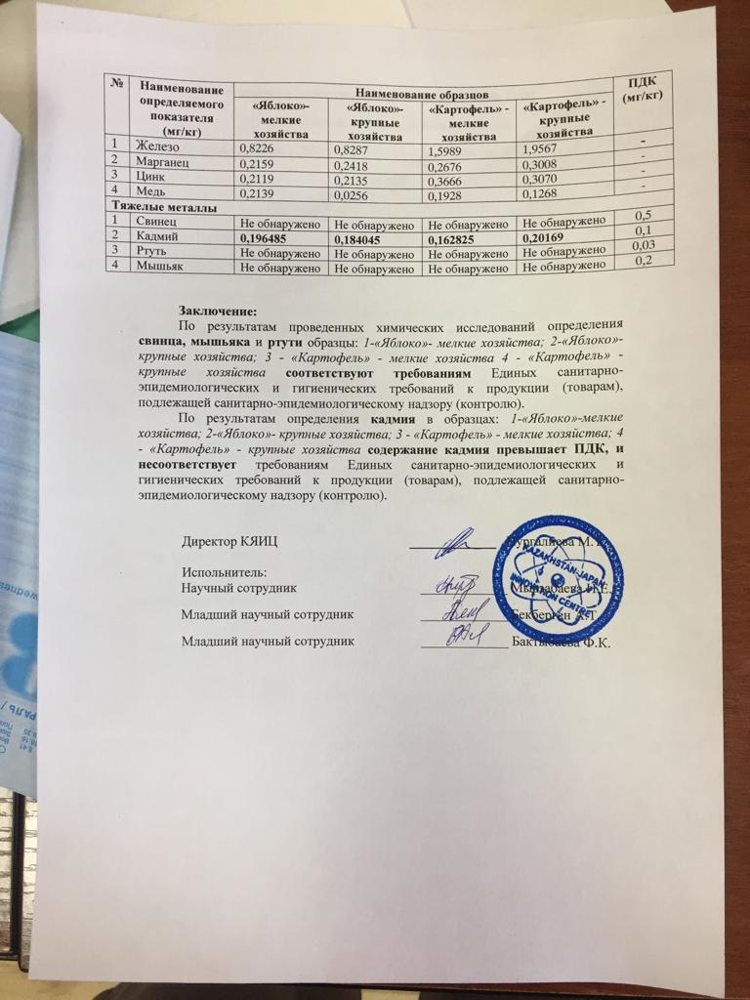 № Наименование определяемого показателя (мг/кг) Наименование образцов ПДК (мг/кг)
«Яблоко»- мелкие хозяйства «Яблоко»- крупные хозяйства «Картофель» - мелкие хозяйства «Картофель» - крупные хозяйства
1 Железо 0,8226 0,8287 1,5989 1,9567 -
2 Марганец 0,2159 0,2418 0,2676 0,3008 -
3 Цинк 0,2119 0,2135 0,3666 0,3070 -
4 Медь 0,2139 0,0256 0,1928 0,1268
Тяжелые металлы
1 Свинец Не обнаружено Не обнаружено Не обнаружено Не обнаружено 0,5
2 Кадмий 0,196485 0,184045 0,162825 0,20169 0,1
3 Ртуть Не обнаружено Не обнаружено Не обнаружено Не обнаружено 0,03
4 Мышьяк Не обнаружено Не обнаружено Не обнаружено Не обнаружено 0,2
Заключение:
По результатам проведенных химических исследований определения
свинца, мышьяка и ртути образцы: 1-«Яблоко»- мелкие хозяйства; 2-«Яблоко»-
крупные хозяйства; 3 - «Картофель» - мелкие хозяйства 4 - «Картофель» -
крупные хозяйства соответствуют требованиям Единых санитарно-
эпидемиологических и гигиенических требований к продукции (товарам),
подлежащей санитарно-эпидемиологическому надзору (контролю).
По результатам определения кадмия в образцах: 1-«Яблоко»-мелкие
хозяйства; 2-«Яблоко»- крупные хозяйства; 3 - «Картофель» - мелкие хозяйства; 4
- «Картофель» - крупные хозяйства содержание кадмия превышает ПДК, и
несоответствует требованиям Единых санитарно-эпидемиологических и
гигиенических требований к продукции (товарам), подлежащей санитарно-
эпидемиологическому надзору (контролю).
Директор КЯИЦ
Испольнитель:
Научный сотрудник
Младший научный сотрудник Бекберген А.Т
Младший научный сотрудник Бактыбаева Ф.К.
KAZAKHSTAN-JAPAN
INNOVATION CENTRE